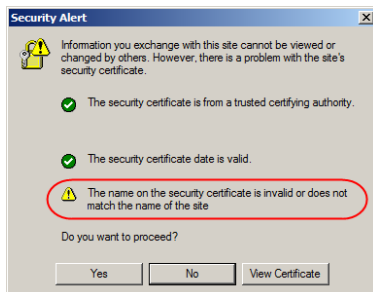 Security Alert
Information you exchange with this site cannot be viewed or
changed by others. However, there is a problem with the site's
security certificate.
The security certificate is from a trusted certifying authority.
The security certificate date is valid.
The name on the security certificate is invalid or does not
match the name of the site
Do you want to proceed?
Yes No View Certificate